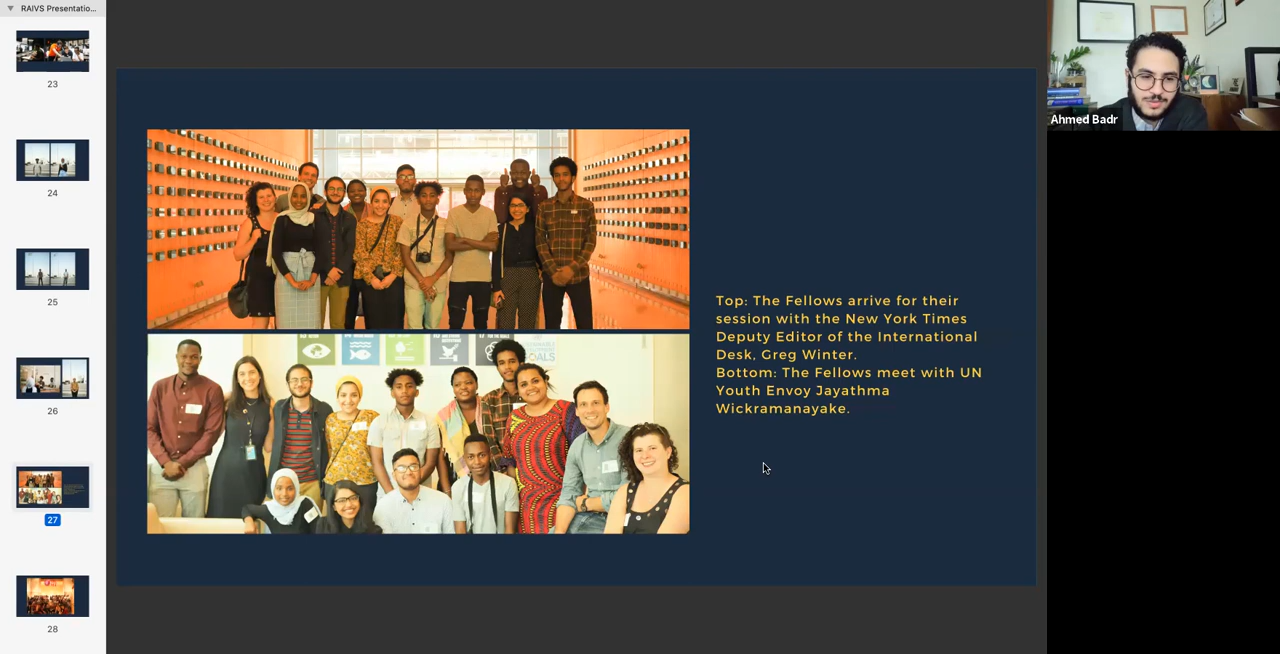 RAIVS Presentatio...
23
24
25
26
27
28
Top: The Fellows arrive for their
session with the New York Times
Deputy Editor of the International
Desk, Greg Winter.
Bottom: The Fellows meet with UN
Youth Envoy Jayathma
Wickramanayake.
GOALS
Ahmed Badr